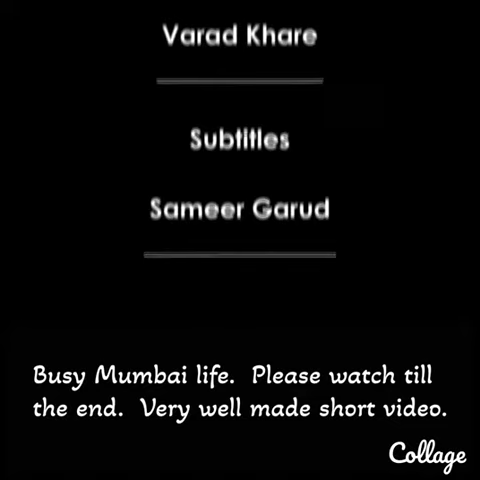 Varad Khare
Subtitles
Sameer Garud
Busy Mumbai life. Please watch till
the end. Very well made short video.
Collage